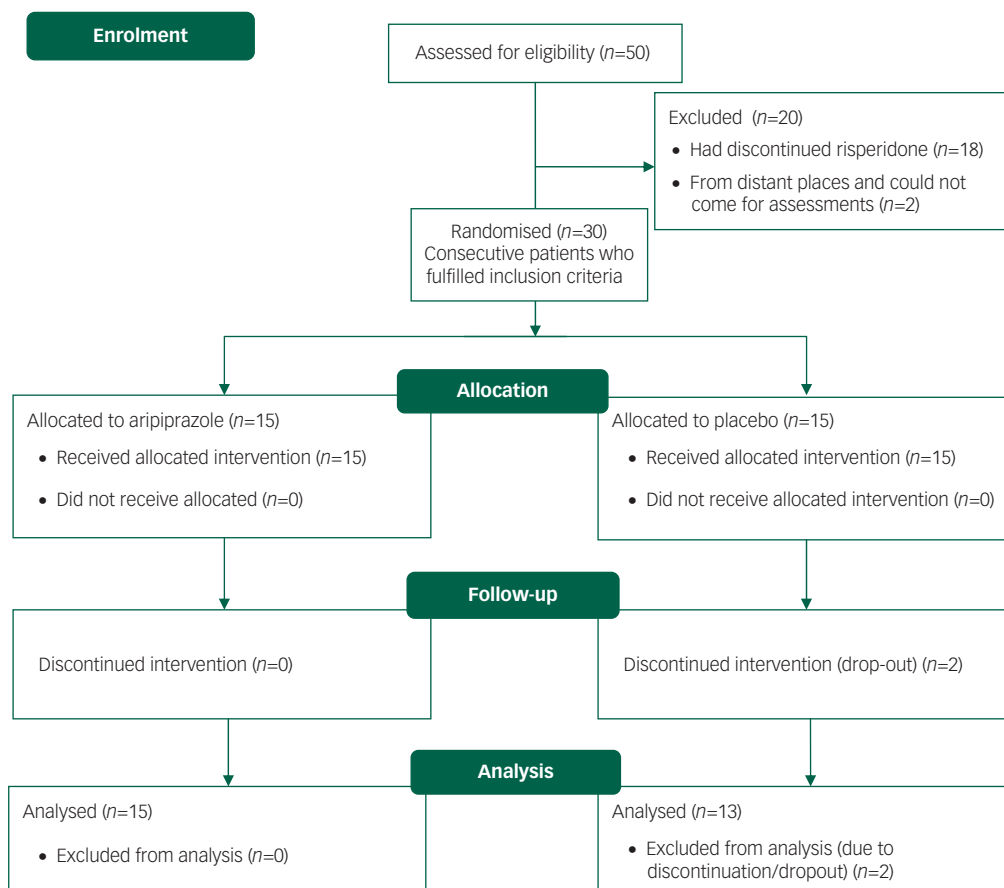 Enrolment
Assessed for eligibility (n=50)
Excluded (n=20)
• Had discontinued risperidone (n=18)
• From distant places and could not
come for assessments (n=2)
Randomised (n=30)
Consecutive patients who
fulfilled inclusion criteria
Allocation
Allocated to aripiprazole (n=15)
• Received allocated intervention (n=15)
• Did not receive allocated (n=0)
Allocated to placebo (n=15)
• Received allocated intervention (n=15)
• Did not receive allocated intervention (n=0)
Follow-up
Discontinued intervention (n=0)
Discontinued intervention (drop-out) (n=2)
Analysis
Analysed (n=15)
• Excluded from analysis (n=0)
Analysed (n=13)
• Excluded from analysis (due to
discontinuation/dropout) (n=2)